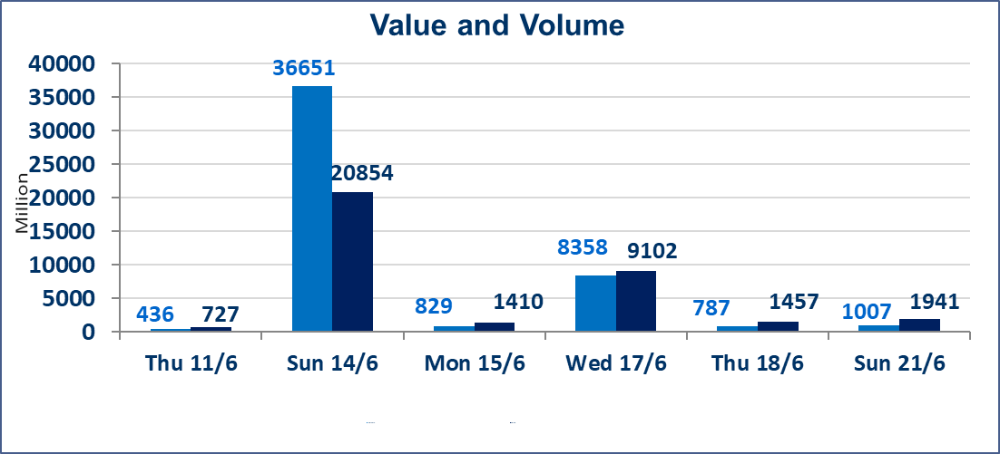 Value and Volume
Million
40000
35000
30000
25000
20000
15000
10000
5000
0
436
727
36651
20854
829
1410
8358
9102
787
1457
1007
1941
Thu 11/6
Sun 14/6
Mon 15/6
Wed 17/6
Thu 18/6
Sun 21/6